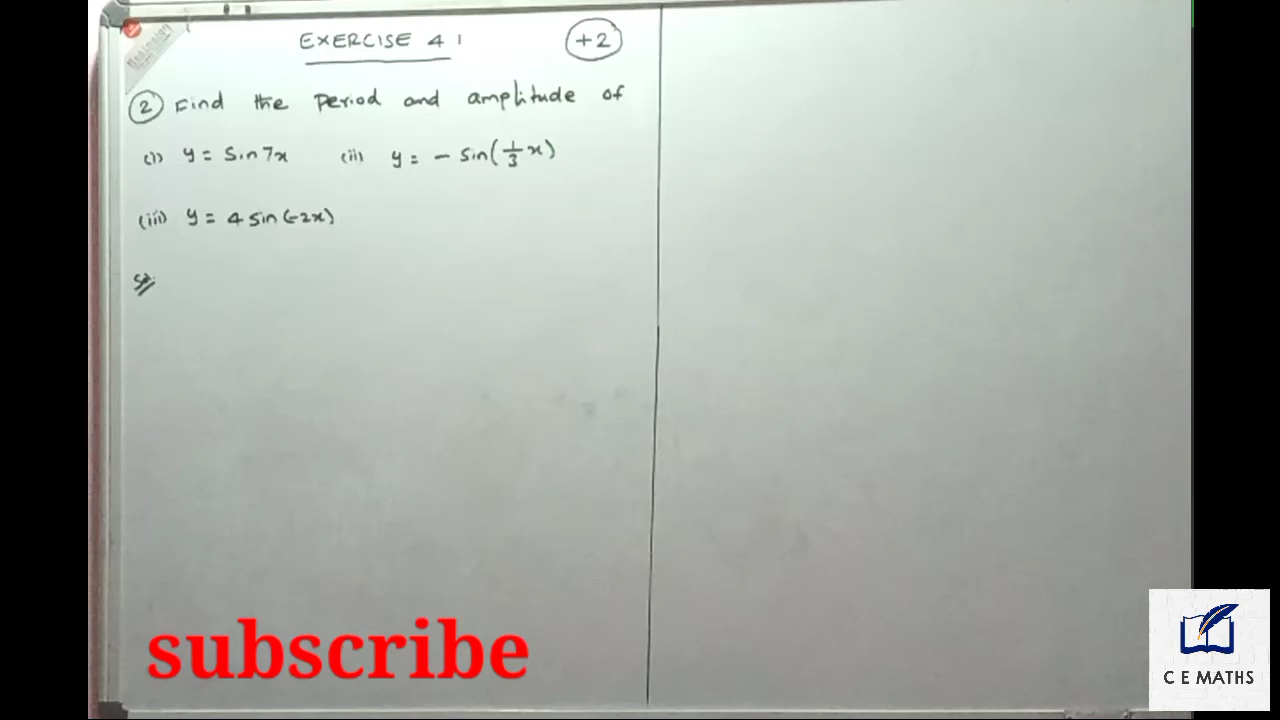 EXERCISE 4 1
+2
2 Find the period and amplitude of
(i) y = Sin 7x (ii) y = - sin(1/3 x)
(iii) y = 4 sin(-2x)
subscribe
C E MATHS